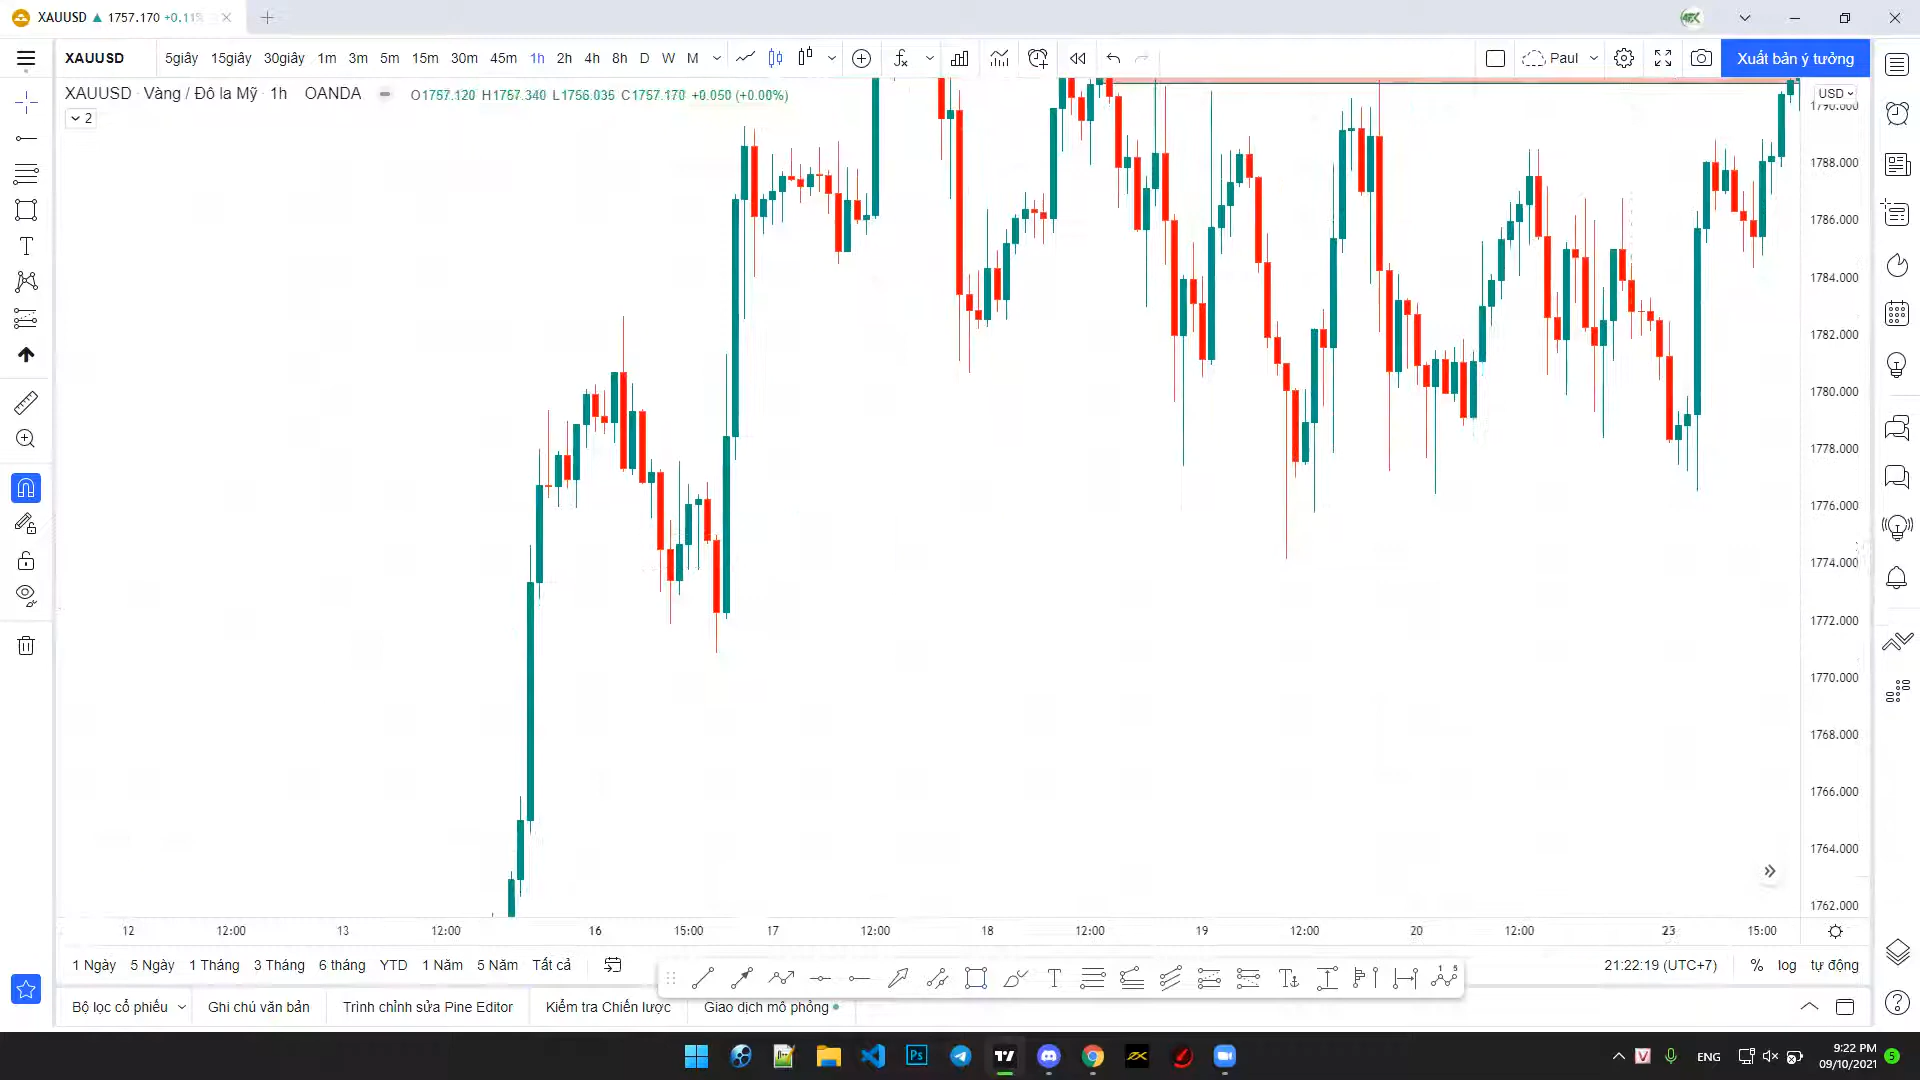 XAUUSD ▲ 1757.170 +0.11%
XAUUSD 5giây 15giây 30giây 1m 3m 5m 15m 30m 45m 1h 2h 4h 8h D W M Paul Xuất bản ý tưởng
XAUUSD · Vàng / Đô la Mỹ · 1h OANDA O1757.120 H1757.340 L1756.035 C1757.170 +0.050 (+0.00%)
USD
2
1790.000
1788.000
1786.000
1784.000
1782.000
1780.000
1778.000
1776.000
1774.000
1772.000
1770.000
1768.000
1766.000
1764.000
1762.000
12 12:00 13 12:00 16 15:00 17 12:00 18 12:00 19 12:00 20 12:00 23 15:00
1 Ngày 5 Ngày 1 Tháng 3 Tháng 6 tháng YTD 1 Năm 5 Năm Tất cả 21:22:19 (UTC+7) % log tự động
Bộ lọc cổ phiếu Ghi chú văn bản Trình chỉnh sửa Pine Editor Kiểm tra Chiến lược Giao dịch mô phỏng
ENG 9:22 PM 5
09/10/2021